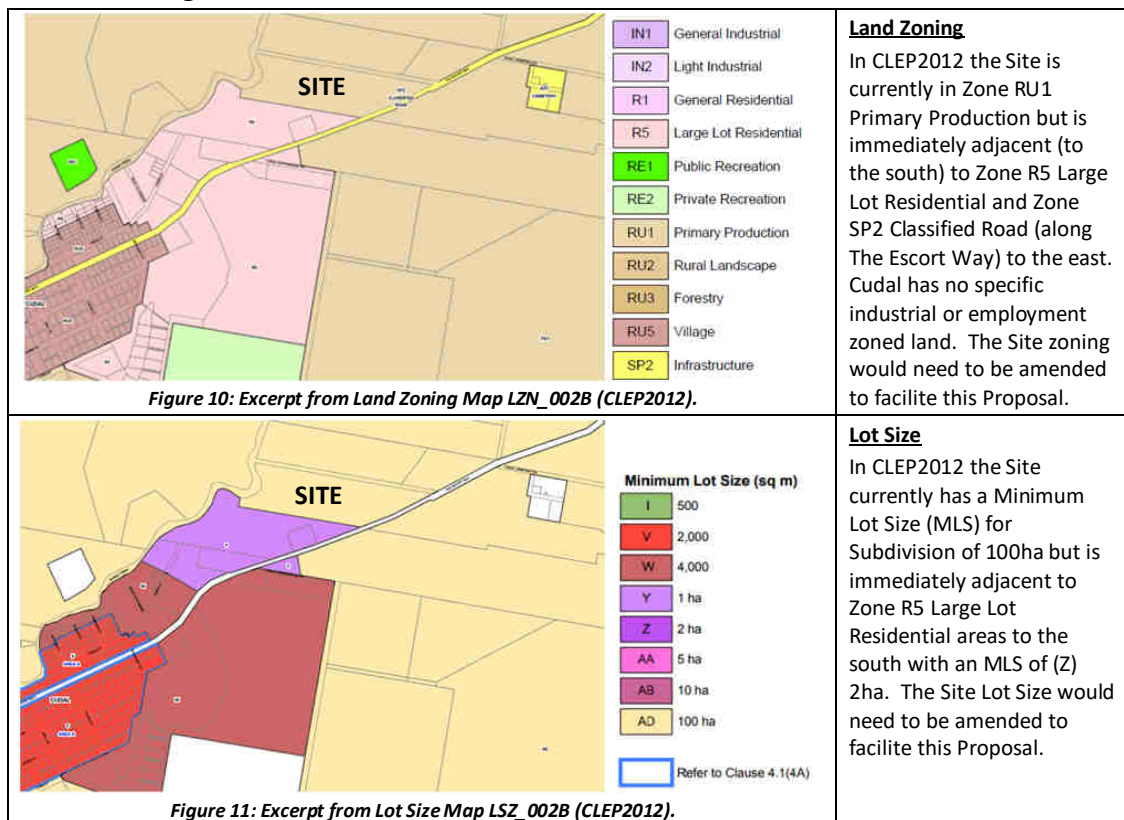 SITE
CUDAL
IN1 General Industrial
IN2 Light Industrial
R1 General Residential
R5 Large Lot Residential
RE1 Public Recreation
RE2 Private Recreation
RU1 Primary Production
RU2 Rural Landscape
RU3 Forestry
RU5 Village
SP2 Infrastructure
Figure 10: Excerpt from Land Zoning Map LZN_002B (CLEP2012).
Land Zoning
In CLEP2012 the Site is
currently in Zone RU1
Primary Production but is
immediately adjacent (to
the south) to Zone R5 Large
Lot Residential and Zone
SP2 Classified Road (along
The Escort Way) to the east.
Cudal has no specific
industrial or employment
zoned land. The Site zoning
would need to be amended
to facilite this Proposal.
SITE
CUDAL
Minimum Lot Size (sq m)
I 500
V 2,000
W 4,000
Y 1 ha
Z 2 ha
AA 5 ha
AB 10 ha
AD 100 ha
Refer to Clause 4.1(4A)
Figure 11: Excerpt from Lot Size Map LSZ_002B (CLEP2012).
Lot Size
In CLEP2012 the Site
currently has a Minimum
Lot Size (MLS) for
Subdivision of 100ha but is
immediately adjacent to
Zone R5 Large Lot
Residential areas to the
south with an MLS of (Z)
2ha. The Site Lot Size would
need to be amended to
facilite this Proposal.